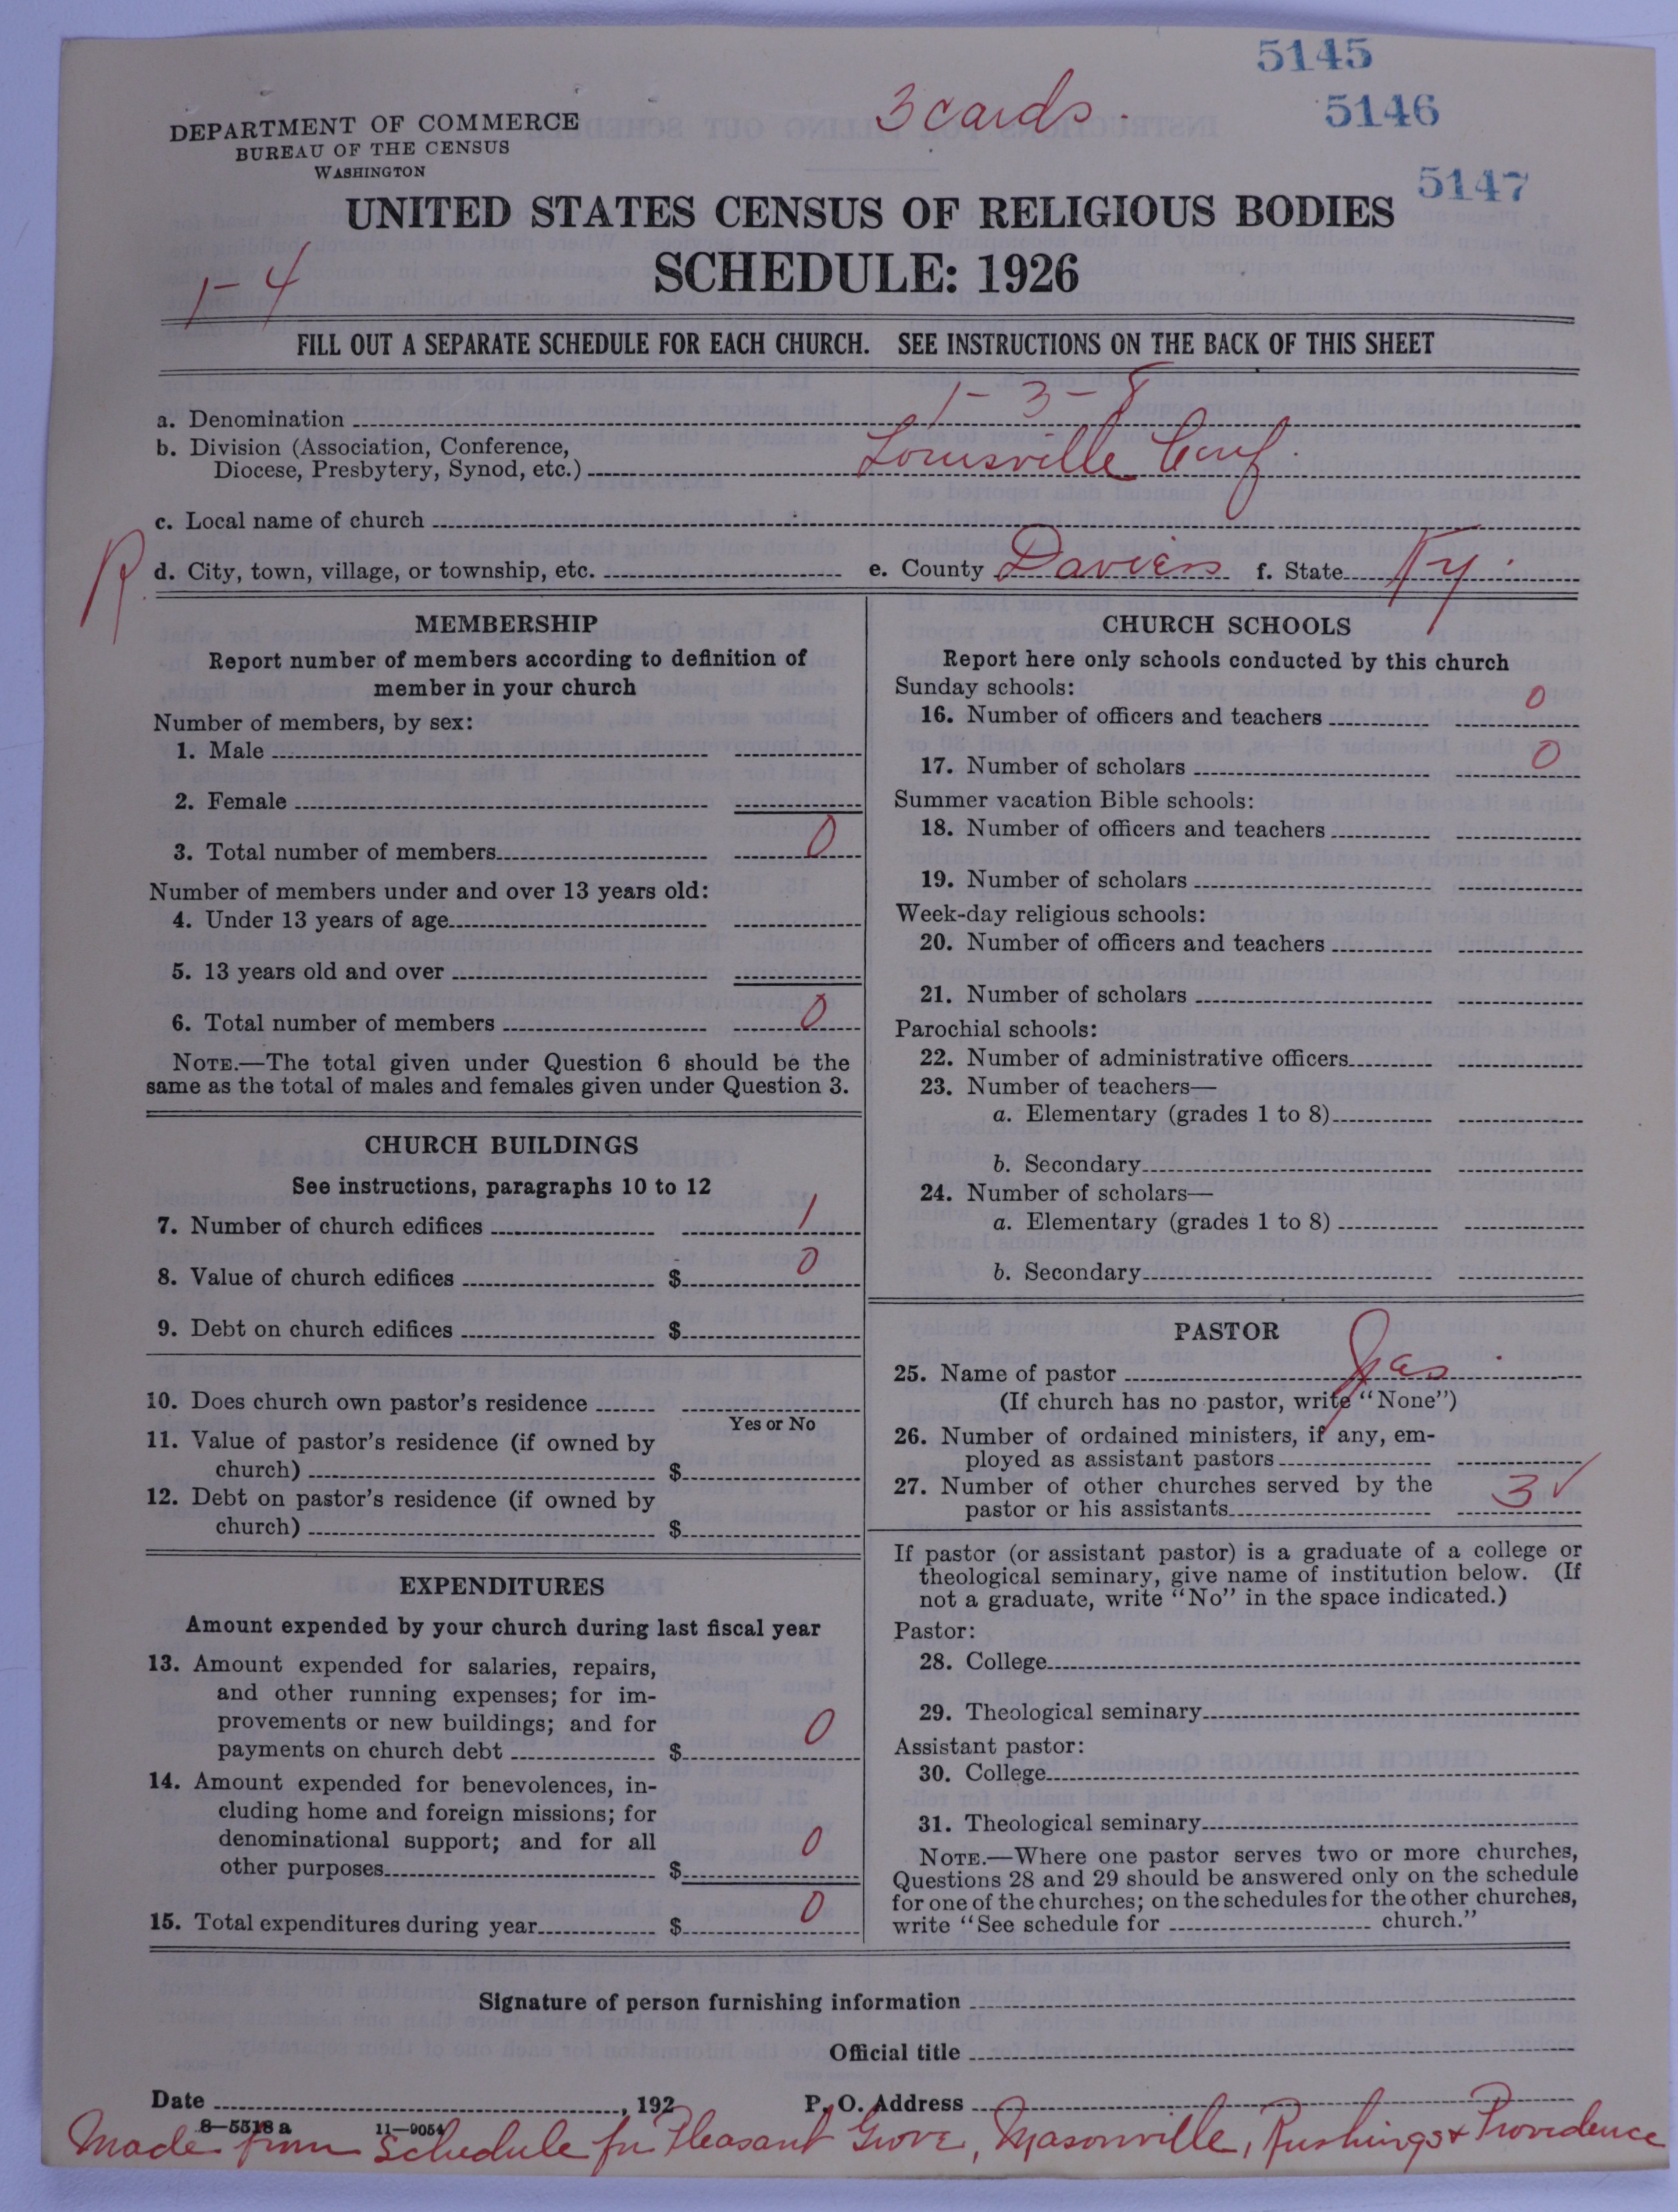 5145
3 cards.
5146
DEPARTMENT OF COMMERCE
BUREAU OF THE CENSUS
WASHINGTON
5147
UNITED STATES CENSUS OF RELIGIOUS BODIES
SCHEDULE: 1926
1-4
FILL OUT A SEPARATE SCHEDULE FOR EACH CHURCH. SEE INSTRUCTIONS ON THE BACK OF THIS SHEET
a. Denomination 1-3-8
b. Division (Association, Conference,
Diocese, Presbytery, Synod, etc.) Louisville Conf.
c. Local name of church
R d. City, town, village, or township, etc. e. County Daviess f. State Ky.
MEMBERSHIP
Report number of members according to definition of
member in your church
Number of members, by sex:
1. Male
2. Female
3. Total number of members 0
Number of members under and over 13 years old:
4. Under 13 years of age
5. 13 years old and over
6. Total number of members 0
NOTE.—The total given under Question 6 should be the
same as the total of males and females given under Question 3.
CHURCH BUILDINGS
See instructions, paragraphs 10 to 12
7. Number of church edifices 1
8. Value of church edifices $ 0
9. Debt on church edifices $
10. Does church own pastor's residence
Yes or No
11. Value of pastor's residence (if owned by
church) $
12. Debt on pastor's residence (if owned by
church) $
EXPENDITURES
Amount expended by your church during last fiscal year
13. Amount expended for salaries, repairs,
and other running expenses; for im-
provements or new buildings; and for
payments on church debt $ 0
14. Amount expended for benevolences, in-
cluding home and foreign missions; for
denominational support; and for all
other purposes $ 0
15. Total expenditures during year $ 0
CHURCH SCHOOLS
Report here only schools conducted by this church
Sunday schools:
16. Number of officers and teachers 0
17. Number of scholars 0
Summer vacation Bible schools:
18. Number of officers and teachers
19. Number of scholars
Week-day religious schools:
20. Number of officers and teachers
21. Number of scholars
Parochial schools:
22. Number of administrative officers
23. Number of teachers—
a. Elementary (grades 1 to 8)
b. Secondary
24. Number of scholars—
a. Elementary (grades 1 to 8)
b. Secondary
PASTOR
25. Name of pastor
(If church has no pastor, write "None")
26. Number of ordained ministers, if any, em-
ployed as assistant pastors
27. Number of other churches served by the
pastor or his assistants 3 ✓
If pastor (or assistant pastor) is a graduate of a college or
theological seminary, give name of institution below. (If
not a graduate, write "No" in the space indicated.)
Pastor:
28. College
29. Theological seminary
Assistant pastor:
30. College
31. Theological seminary
NOTE.—Where one pastor serves two or more churches,
Questions 28 and 29 should be answered only on the schedule
for one of the churches; on the schedules for the other churches,
write "See schedule for church."
Signature of person furnishing information
Official title
Date , 192 P. O. Address
8—5518 a 11—9054
Made from Schedule for Pleasant Grove, Masonville, Rushings & Providence